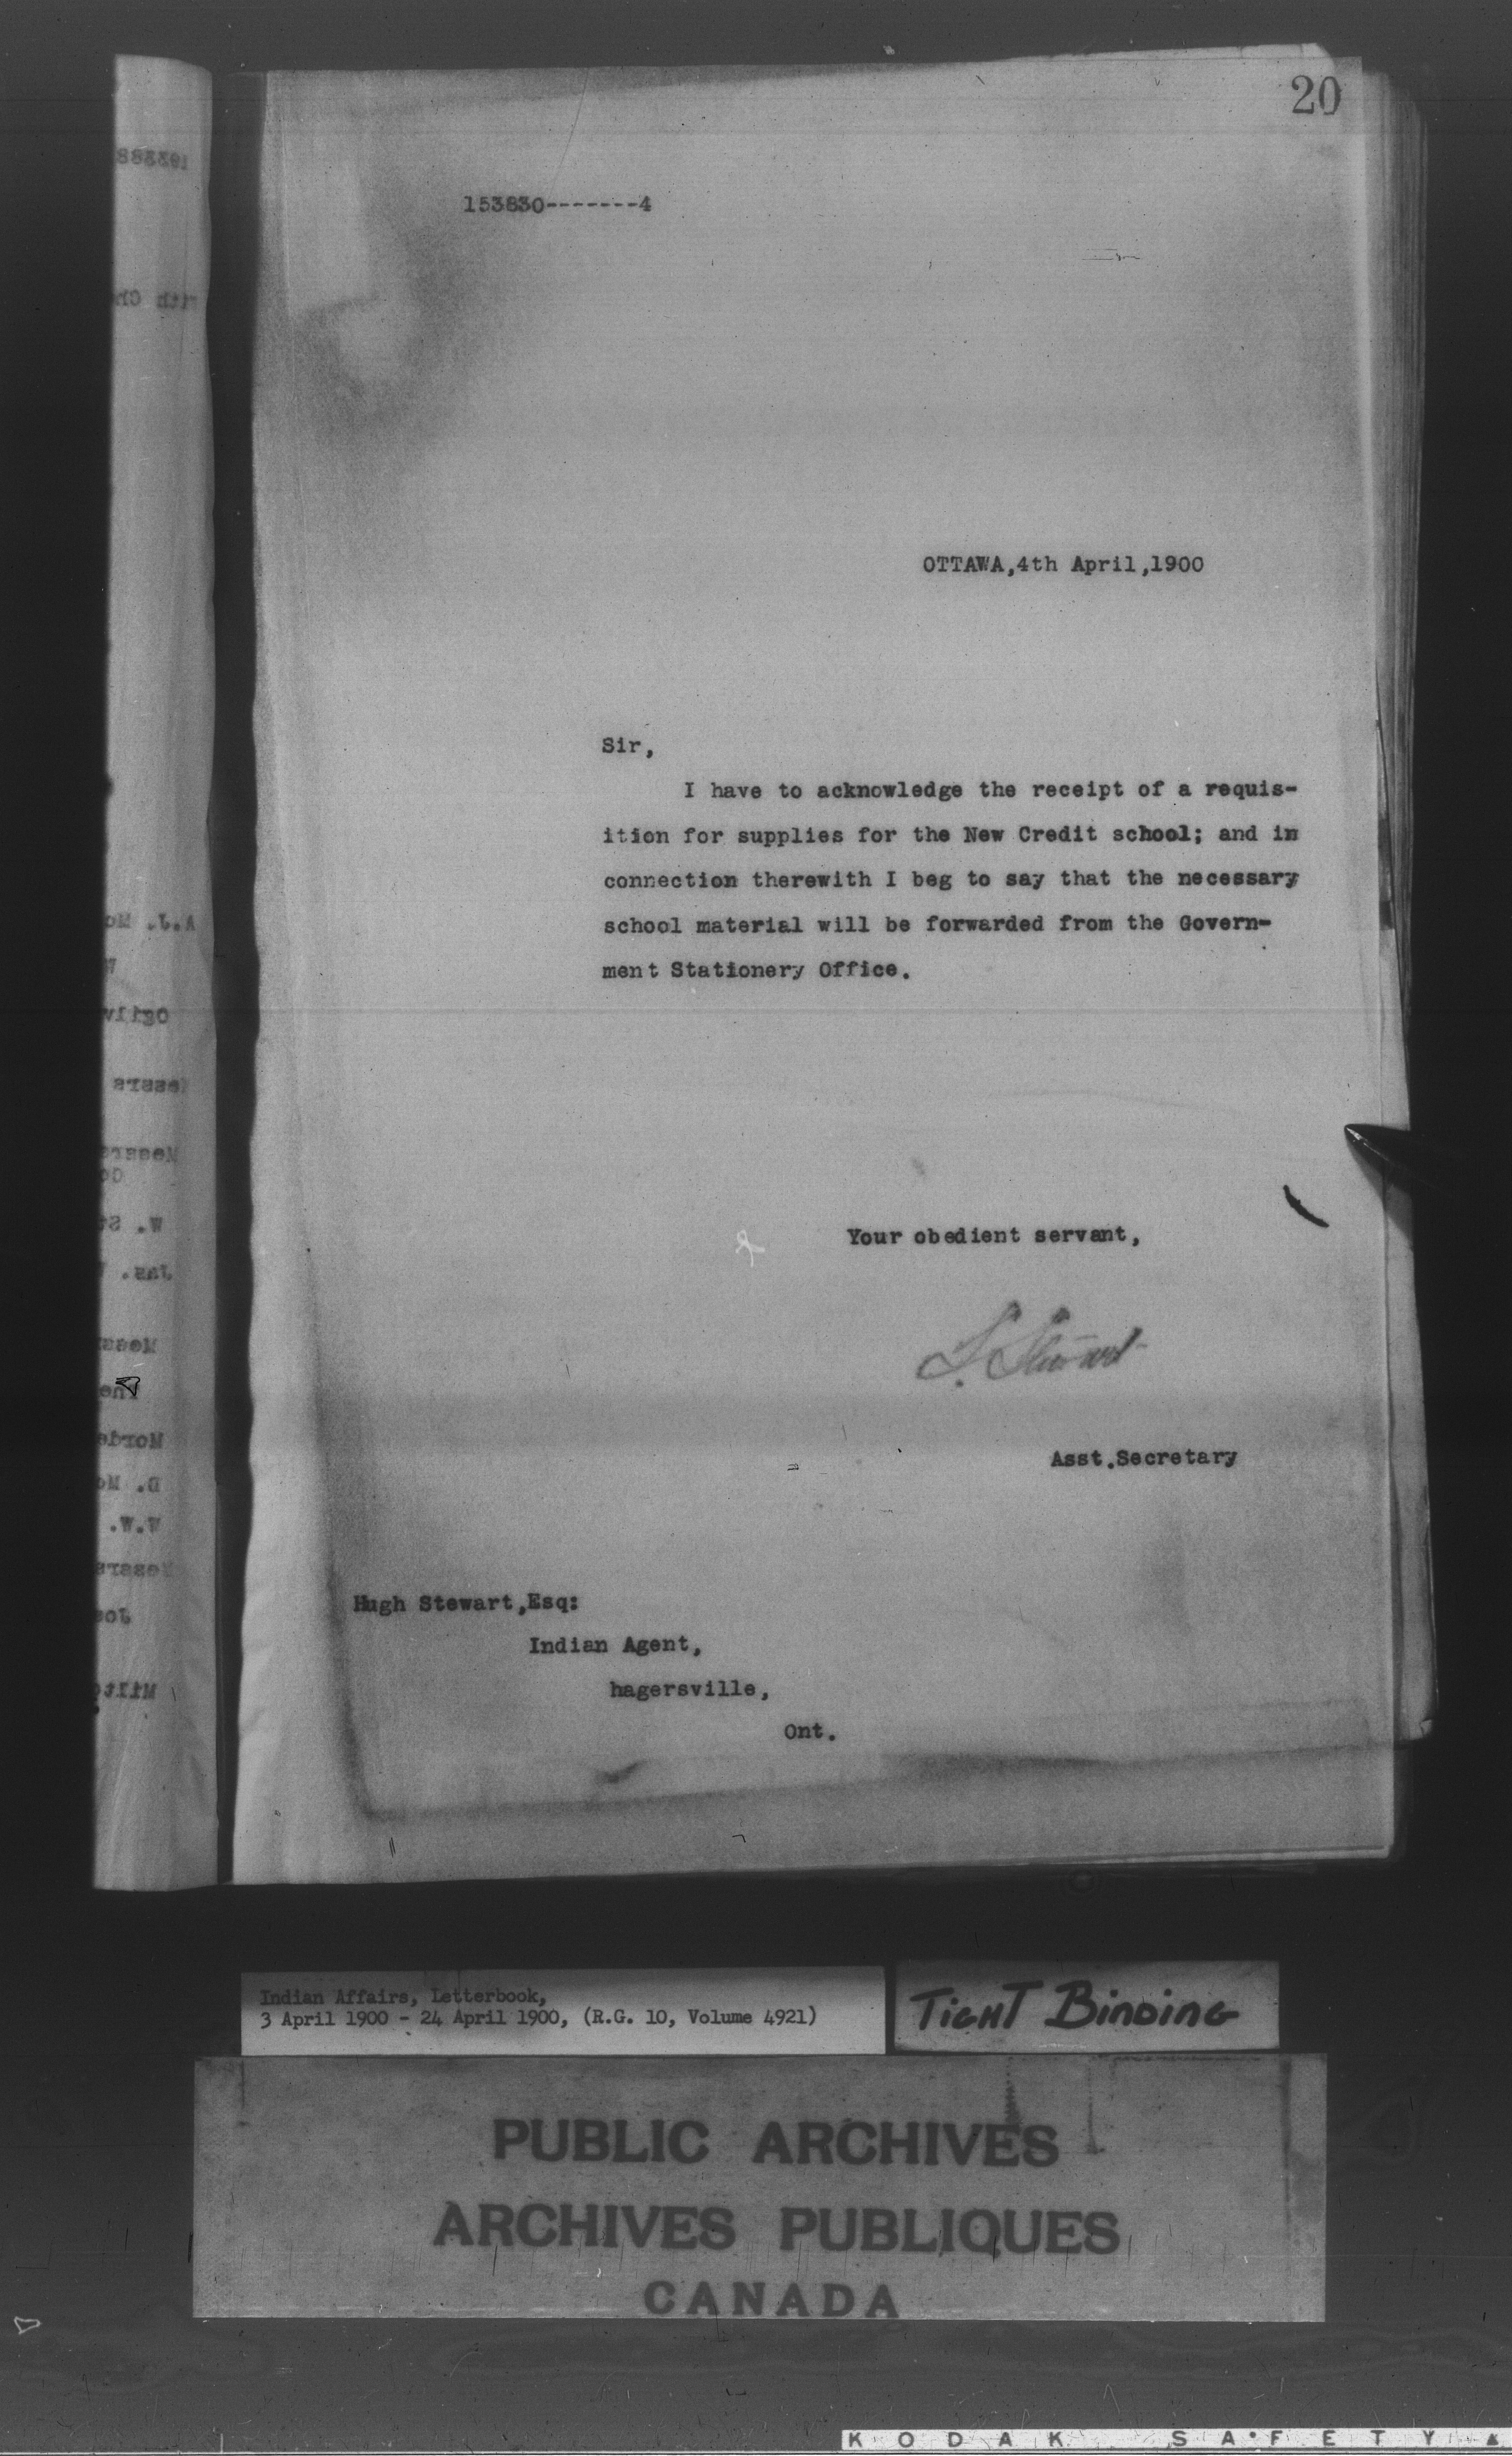 20
153830-------4
OTTAWA,4th April,1900
Sir,
I have to acknowledge the receipt of a requis-
ition for supplies for the New Credit school; and in
connection therewith I beg to say that the necessary
school material will be forwarded from the Govern-
ment Stationery Office.
Your obedient servant,
S. Stewart
Asst.Secretary
Hugh Stewart,Esq:
Indian Agent,
hagersville,
Ont.
Indian Affairs, Letterbook,
3 April 1900 - 24 April 1900, (R.G. 10, Volume 4921)
TIGHT BINDING
PUBLIC ARCHIVES
ARCHIVES PUBLIQUES
CANADA
KODAK SAFETY